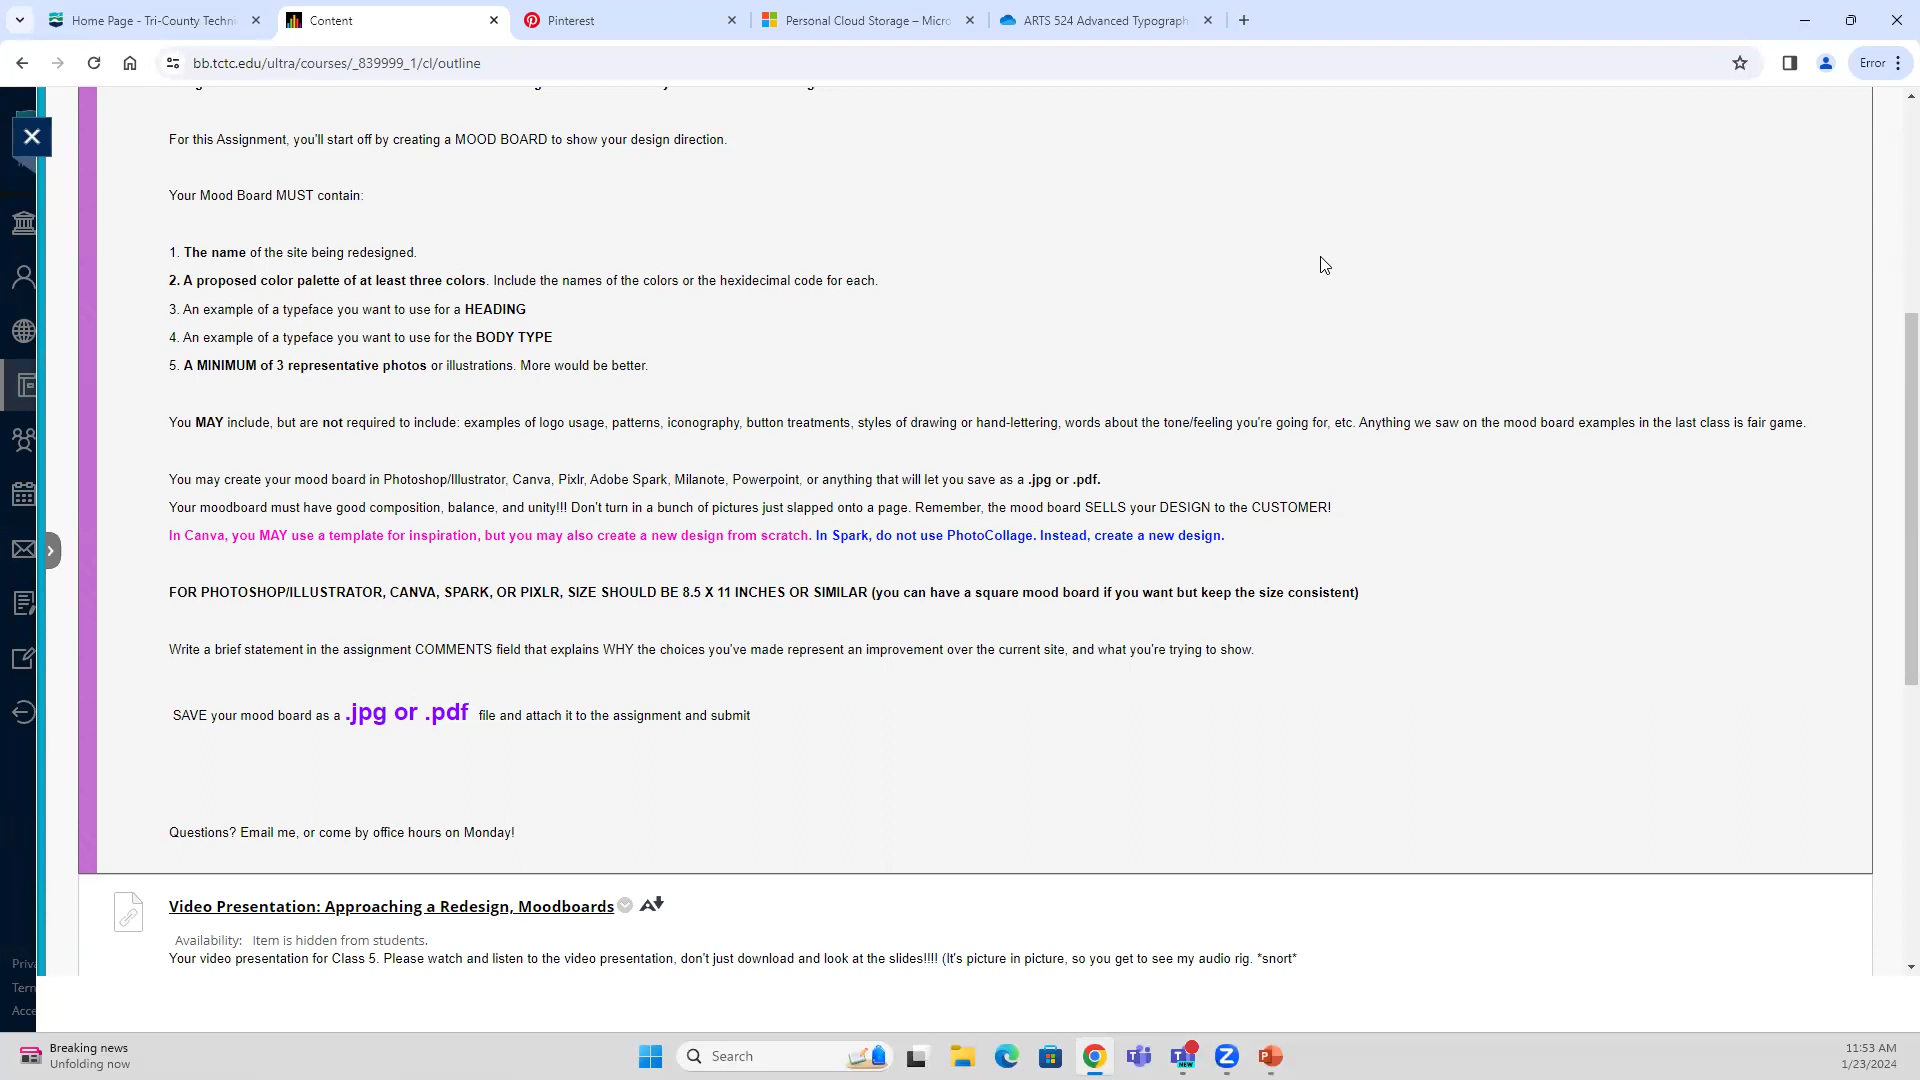 Home Page - Tri-County Techni
Content
Pinterest
Personal Cloud Storage – Micro
ARTS 524 Advanced Typograph
bb.tctc.edu/ultra/courses/_839999_1/cl/outline
Error
For this Assignment, you'll start off by creating a MOOD BOARD to show your design direction.
Your Mood Board MUST contain:
1. The name of the site being redesigned.
2. A proposed color palette of at least three colors. Include the names of the colors or the hexidecimal code for each.
3. An example of a typeface you want to use for a HEADING
4. An example of a typeface you want to use for the BODY TYPE
5. A MINIMUM of 3 representative photos or illustrations. More would be better.
You MAY include, but are not required to include: examples of logo usage, patterns, iconography, button treatments, styles of drawing or hand-lettering, words about the tone/feeling you're going for, etc. Anything we saw on the mood board examples in the last class is fair game.
You may create your mood board in Photoshop/Illustrator, Canva, Pixlr, Adobe Spark, Milanote, Powerpoint, or anything that will let you save as a .jpg or .pdf.
Your moodboard must have good composition, balance, and unity!!! Don't turn in a bunch of pictures just slapped onto a page. Remember, the mood board SELLS your DESIGN to the CUSTOMER!
In Canva, you MAY use a template for inspiration, but you may also create a new design from scratch. In Spark, do not use PhotoCollage. Instead, create a new design.
FOR PHOTOSHOP/ILLUSTRATOR, CANVA, SPARK, OR PIXLR, SIZE SHOULD BE 8.5 X 11 INCHES OR SIMILAR (you can have a square mood board if you want but keep the size consistent)
Write a brief statement in the assignment COMMENTS field that explains WHY the choices you've made represent an improvement over the current site, and what you're trying to show.
SAVE your mood board as a .jpg or .pdf file and attach it to the assignment and submit
Questions? Email me, or come by office hours on Monday!
Video Presentation: Approaching a Redesign, Moodboards
Availability: Item is hidden from students.
Your video presentation for Class 5. Please watch and listen to the video presentation, don't just download and look at the slides!!!! (It's picture in picture, so you get to see my audio rig. *snort*
Priva
Term
Acce
Breaking news
Unfolding now
Search
NEW
11:53 AM
1/23/2024